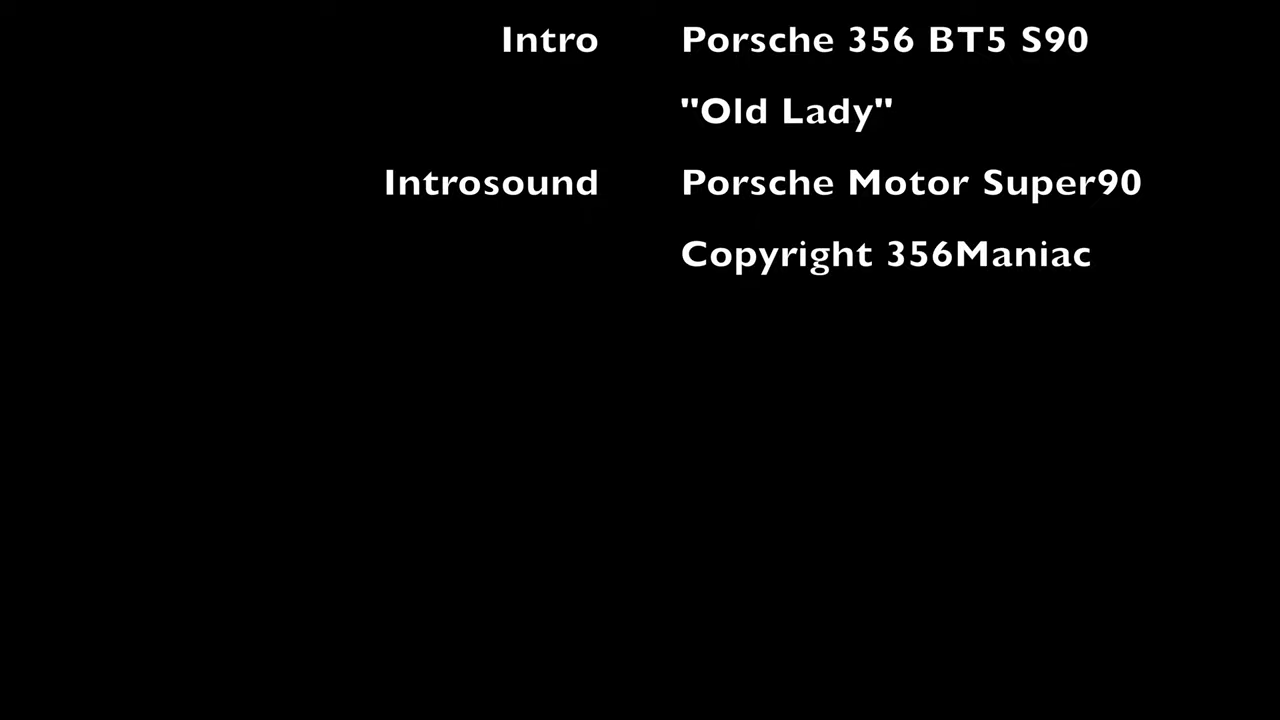 Intro Porsche 356 BT5 S90
"Old Lady"
Introsound Porsche Motor Super90
Copyright 356Maniac